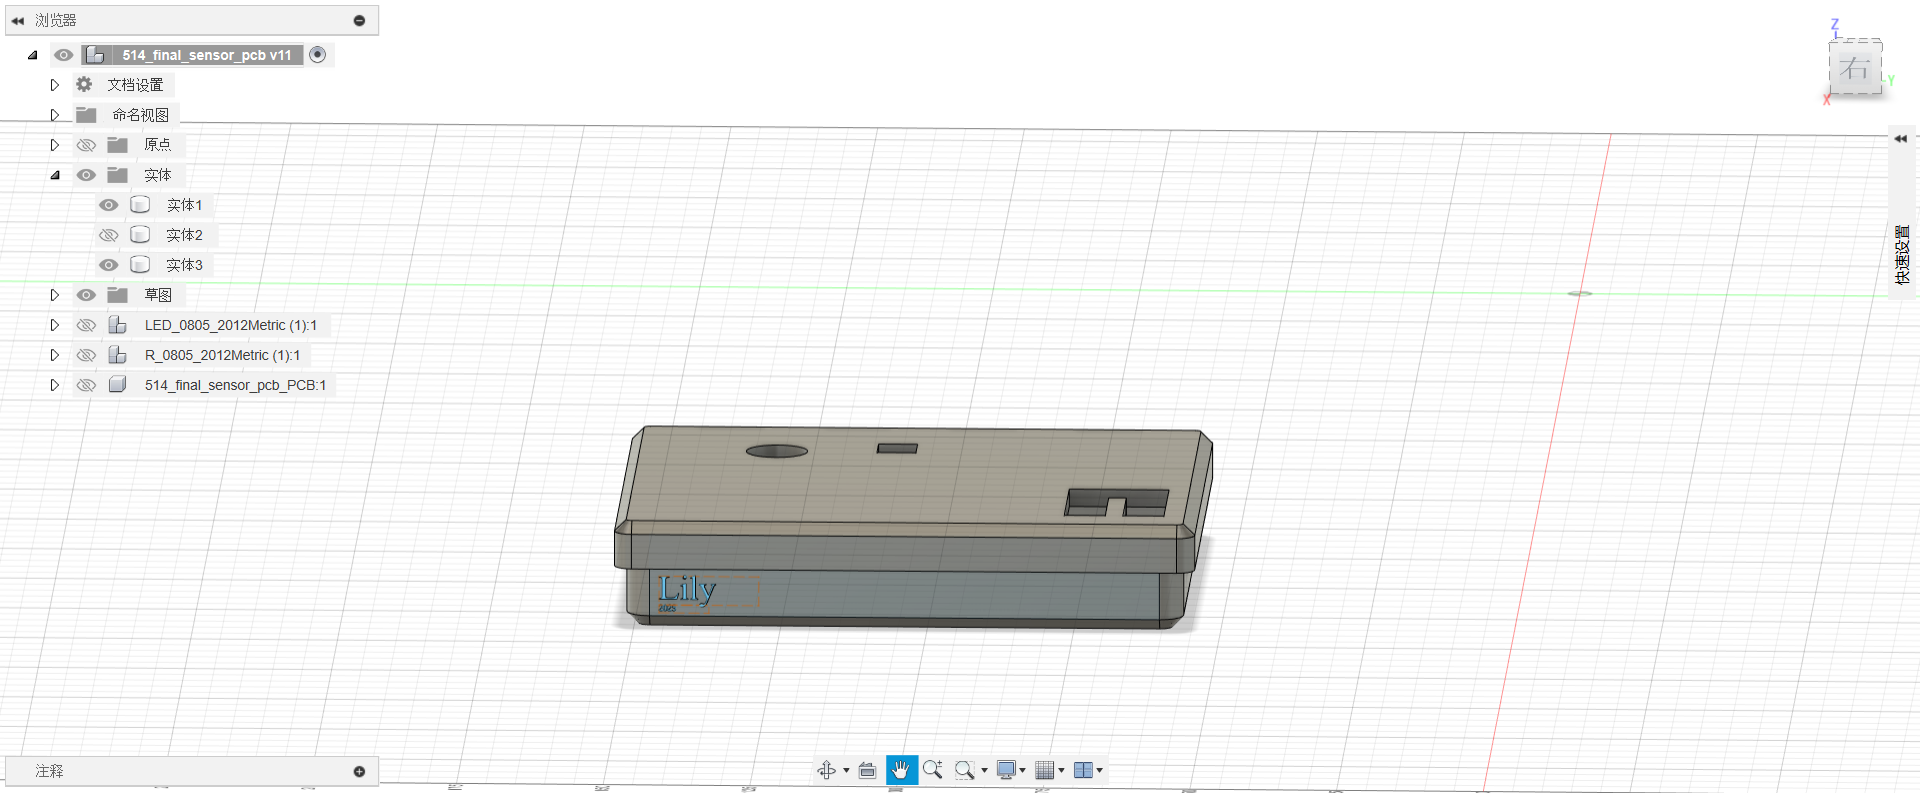 浏览器
514_final_sensor_pcb v11
文档设置
命名视图
原点
实体
实体1
实体2
实体3
草图
LED_0805_2012Metric (1):1
R_0805_2012Metric (1):1
514_final_sensor_pcb_PCB:1
Z
右
Y
X
快速设置
Lily
2025
注释